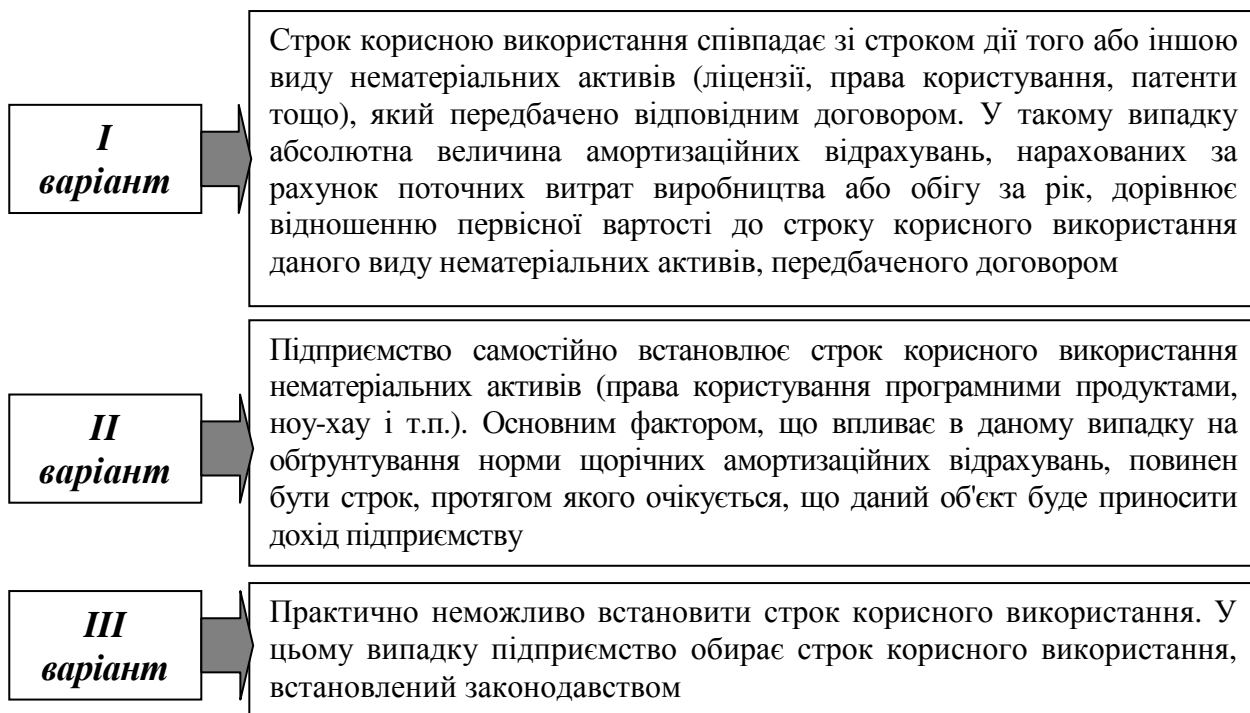 I
варіант
Строк корисною використання співпадає зі строком дії того або іншою
виду нематеріальних активів (ліцензії, права користування, патенти
тощо), який передбачено відповідним договором. У такому випадку
абсолютна величина амортизаційних відрахувань, нарахованих за
рахунок поточних витрат виробництва або обігу за рік, дорівнює
відношенню первісної вартості до строку корисного використання
даного виду нематеріальних активів, передбаченого договором
II
варіант
Підприємство самостійно встановлює строк корисного використання
нематеріальних активів (права користування програмними продуктами,
ноу-хау і т.п.). Основним фактором, що впливає в даному випадку на
обґрунтування норми щорічних амортизаційних відрахувань, повинен
бути строк, протягом якого очікується, що даний об'єкт буде приносити
дохід підприємству
III
варіант
Практично неможливо встановити строк корисного використання. У
цьому випадку підприємство обирає строк корисного використання,
встановлений законодавством